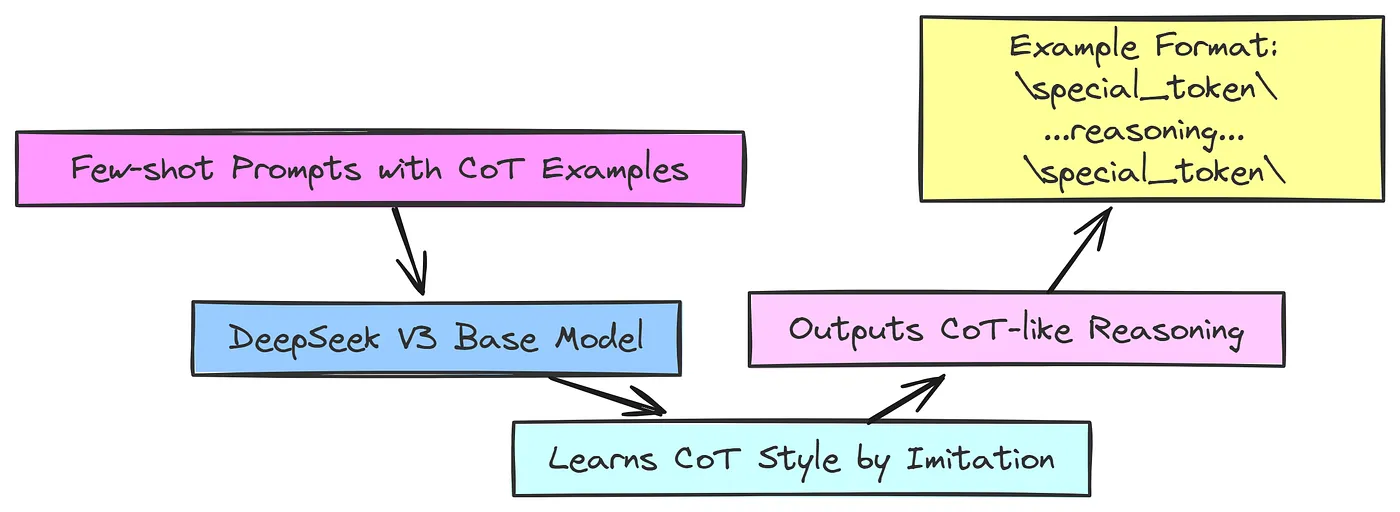 Few-shot Prompts with CoT Examples
DeepSeek V3 Base Model
Learns CoT Style by Imitation
Outputs CoT-like Reasoning
Example Format:
\special_token\
...reasoning...
\special_token\